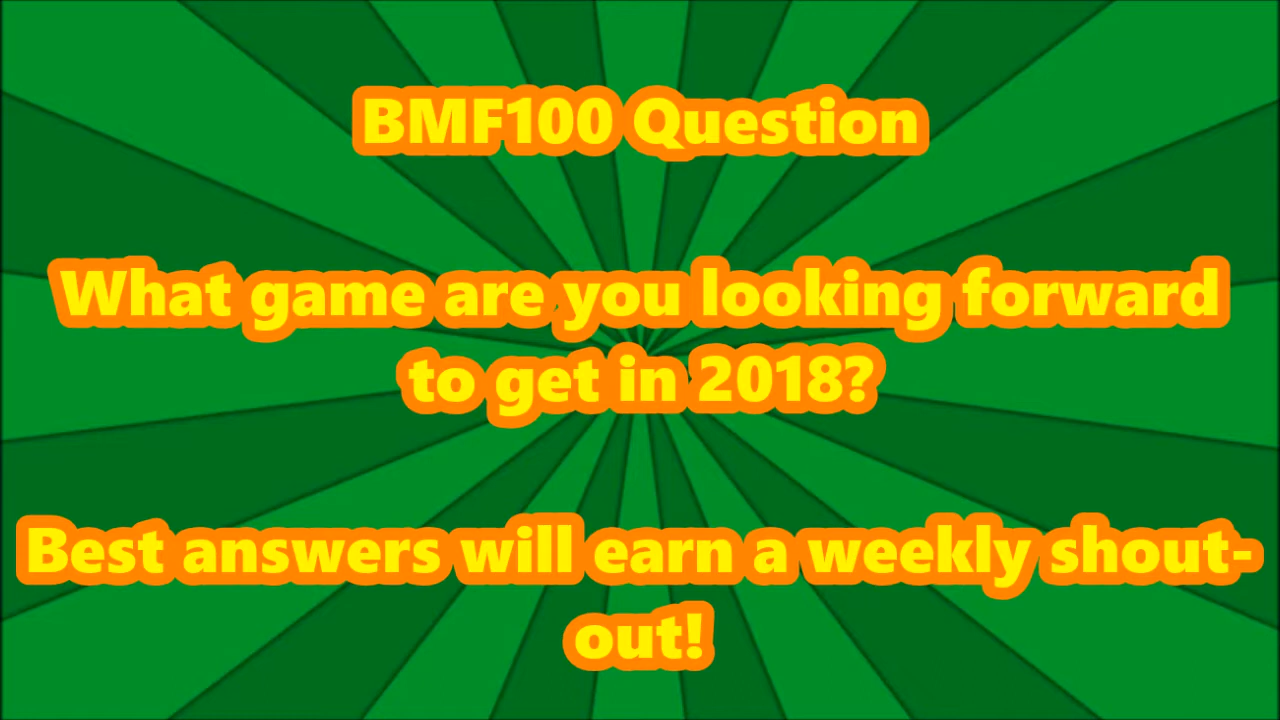 BMF100 Question
What game are you looking forward
to get in 2018?
Best answers will earn a weekly shout-
out!